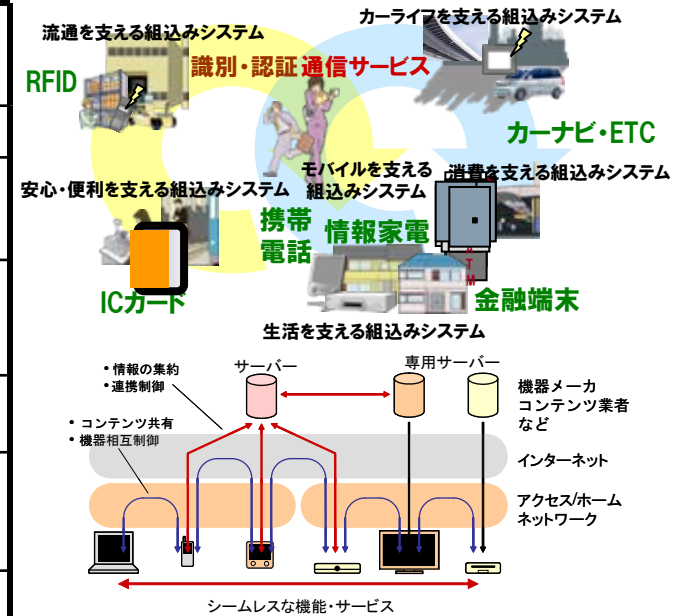 流通を支える組込みシステム
カーライフを支える組込みシステム
識別・認証 通信サービス
RFID
カーナビ・ETC
安心・便利を支える組込みシステム
モバイルを支える
組込みシステム
消費を支える組込みシステム
携帯
電話
情報家電
ATM
ICカード
金融端末
生活を支える組込みシステム
・情報の集約
・連携制御
サーバー
専用サーバー
機器メーカ
コンテンツ業者
など
・コンテンツ共有
・機器相互制御
インターネット
アクセス/ホーム
ネットワーク
シームレスな機能・サービス